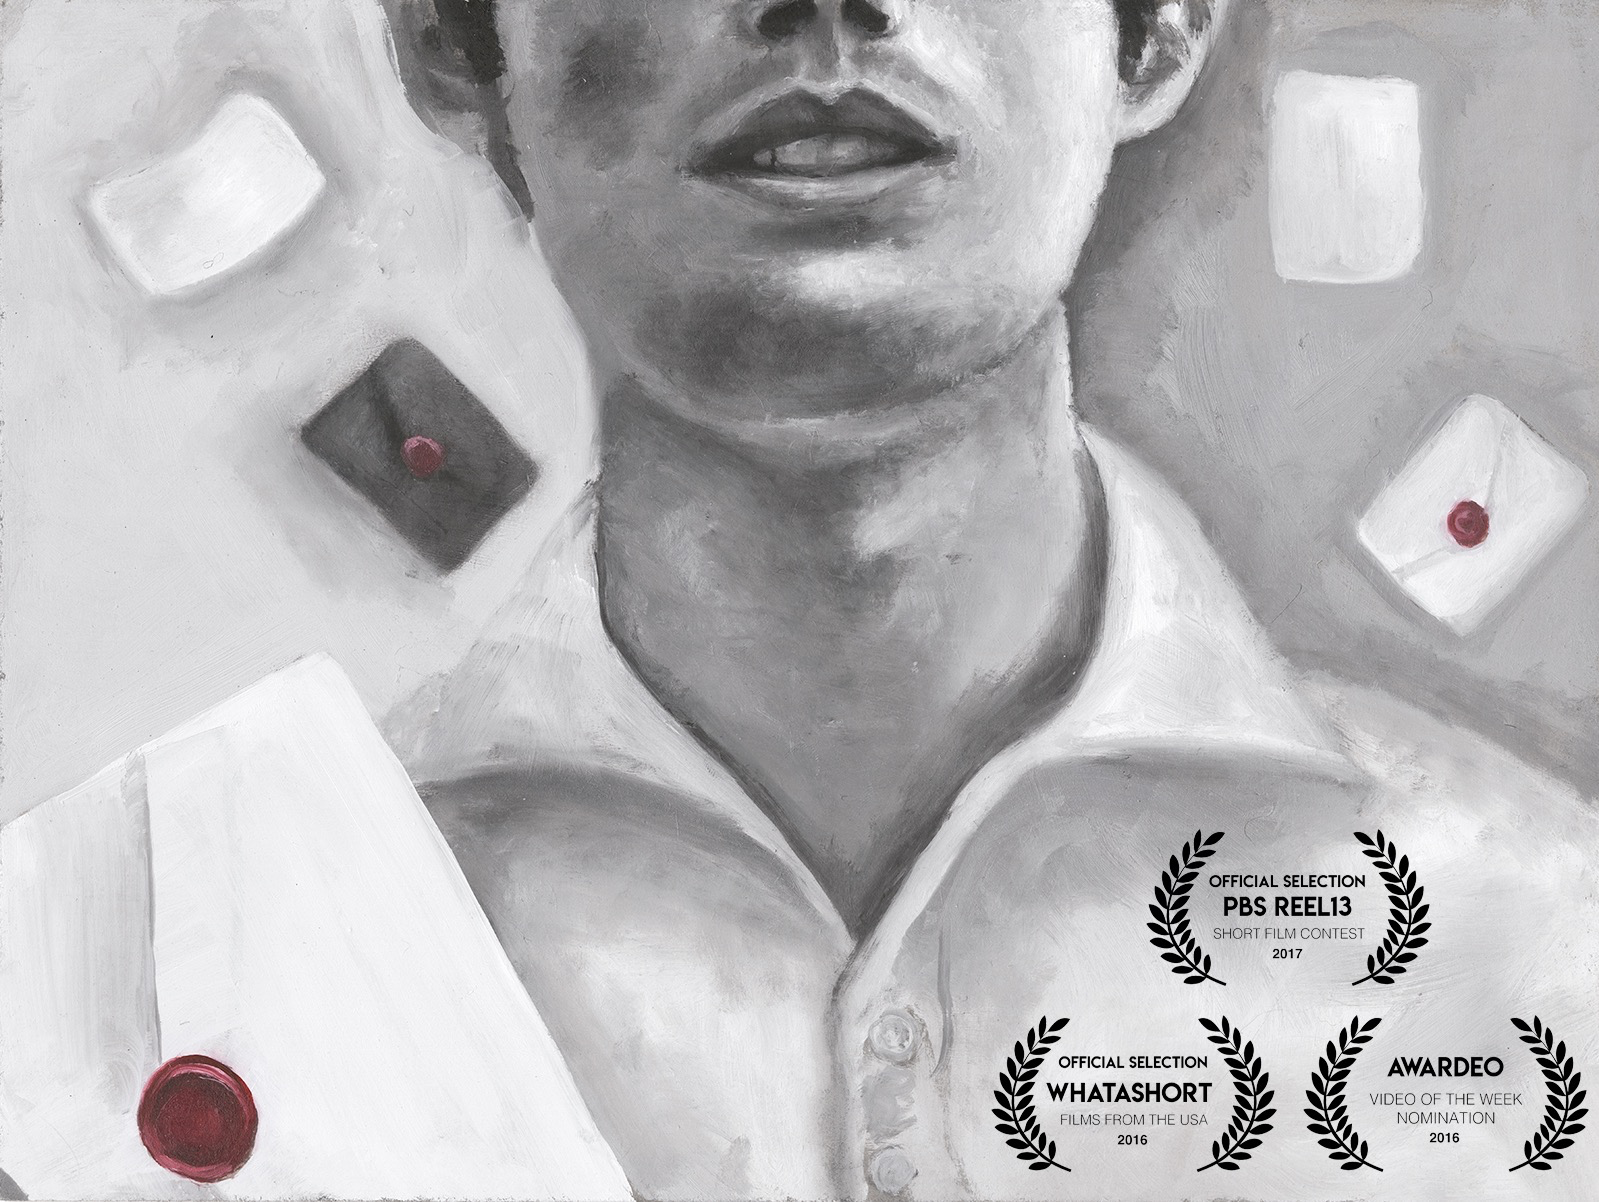 OFFICIAL SELECTION
PBS REEL13
SHORT FILM CONTEST
2017
OFFICIAL SELECTION
WHATASHORT
FILMS FROM THE USA
2016
AWARDEO
VIDEO OF THE WEEK
NOMINATION
2016